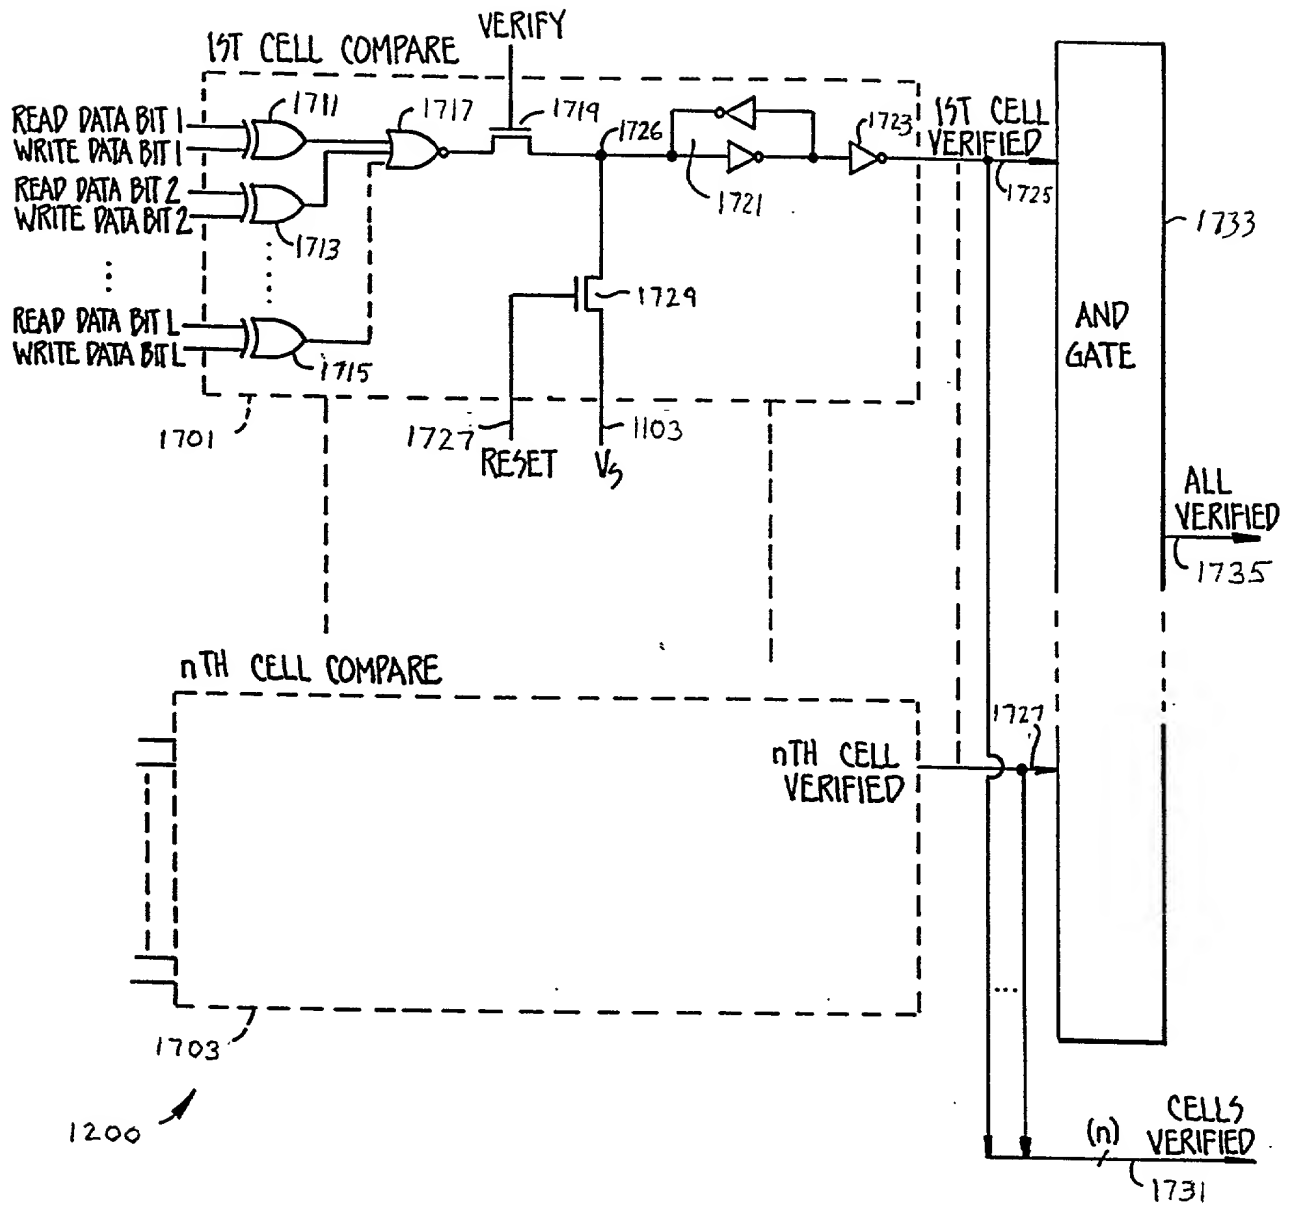 VERIFY
1ST CELL COMPARE
1711
1717
1719
1726
1723
1ST CELL
VERIFIED
READ DATA BIT 1
WRITE DATA BIT 1
READ DATA BIT 2
WRITE DATA BIT 2
1713
1721
1725
1733
⋮
READ DATA BIT L
WRITE DATA BIT L
1715
1729
AND
GATE
1701
1727
1103
RESET
VS
ALL
VERIFIED
1735
nTH CELL COMPARE
nTH CELL
VERIFIED
1727
...
1703
1200
(n)
CELLS
VERIFIED
1731